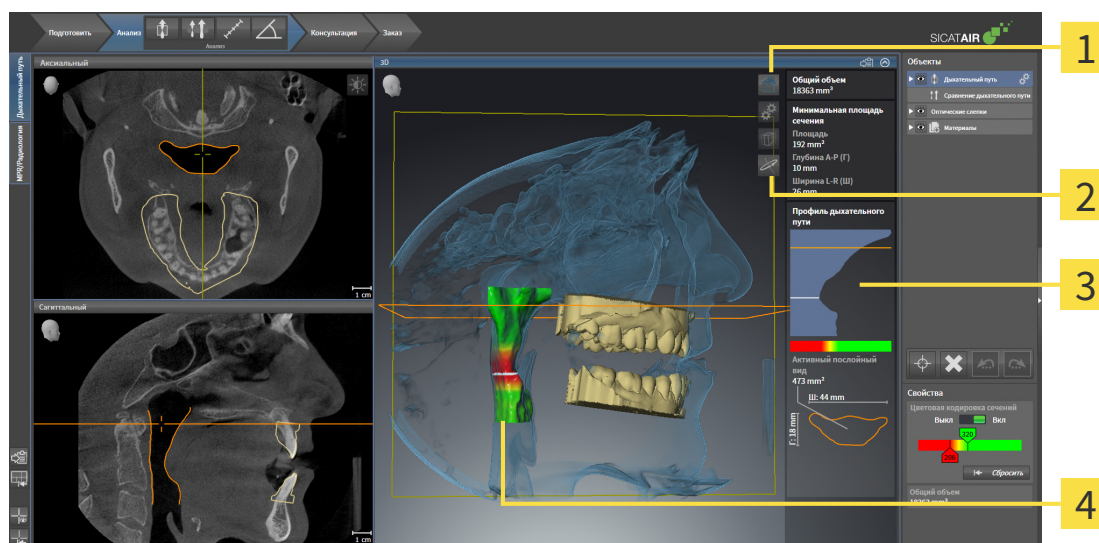 Подготовить
Анализ
Анализ
Консультация
Заказ
SICATAIR
1
Дыхательный путь
MPR/Радиология
Аксиальный
1 cm
Сагиттальный
1 cm
3D
Общий объем
18363 mm³
Минимальная площадь
сечения
Площадь
192 mm²
Глубина A-P (Г)
10 mm
Ширина L-R (Ш)
26 mm
2
Профиль дыхательного
пути
3
Активный послойный
вид
473 mm²
Ш: 44 mm
Г: 18 mm
Объекты
Дыхательный путь
Сравнение дыхательного пути
Оптические слепки
Материалы
Свойства
Цветовая кодировка сечений
Выкл
Вкл
320
200
Сбросить
Общий объем
18363 mm³
4